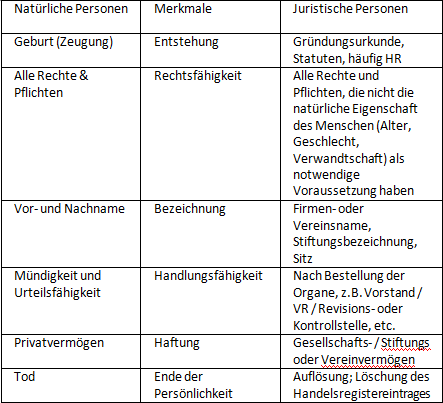 Natürliche Personen Merkmale Juristische Personen
Geburt (Zeugung) Entstehung Gründungsurkunde,
Statuten, häufig HR
Alle Rechte & Rechtsfähigkeit Alle Rechte und
Pflichten Pflichten, die nicht die
natürliche Eigenschaft
des Menschen (Alter,
Geschlecht,
Verwandtschaft) als
notwendige
Voraussetzung haben
Vor- und Nachname Bezeichnung Firmen- oder
Vereinsname,
Stiftungsbezeichnung,
Sitz
Mündigkeit und Handlungsfähigkeit Nach Bestellung der
Urteilsfähigkeit Organe, z.B. Vorstand /
VR / Revisions- oder
Kontrollstelle, etc.
Privatvermögen Haftung Gesellschafts- / Stiftungs
oder Vereinvermögen
Tod Ende der Auflösung; Löschung des
Persönlichkeit Handelsregistereintrages